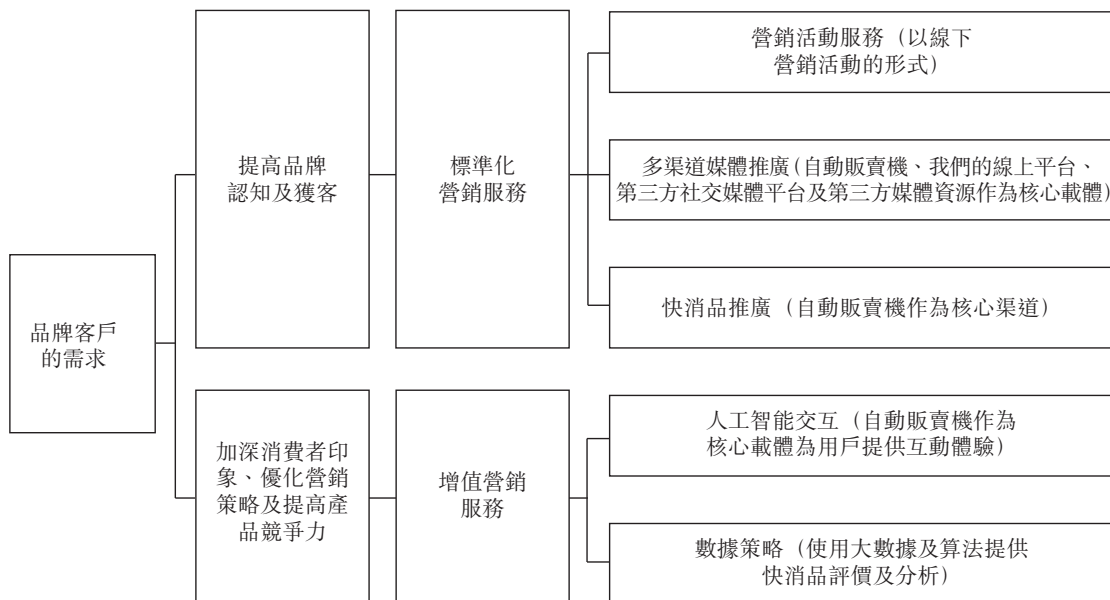 品牌客戶
的需求
提高品牌
認知及獲客
標準化
營銷服務
營銷活動服務（以線下
營銷活動的形式）
多渠道媒體推廣（自動販賣機、我們的線上平台、
第三方社交媒體平台及第三方媒體資源作為核心載體）
快消品推廣（自動販賣機作為核心渠道）
加深消費者印
象、優化營銷
策略及提高產
品競爭力
增值營銷
服務
人工智能交互（自動販賣機作為
核心載體為用戶提供互動體驗）
數據策略（使用大數據及算法提供
快消品評價及分析）